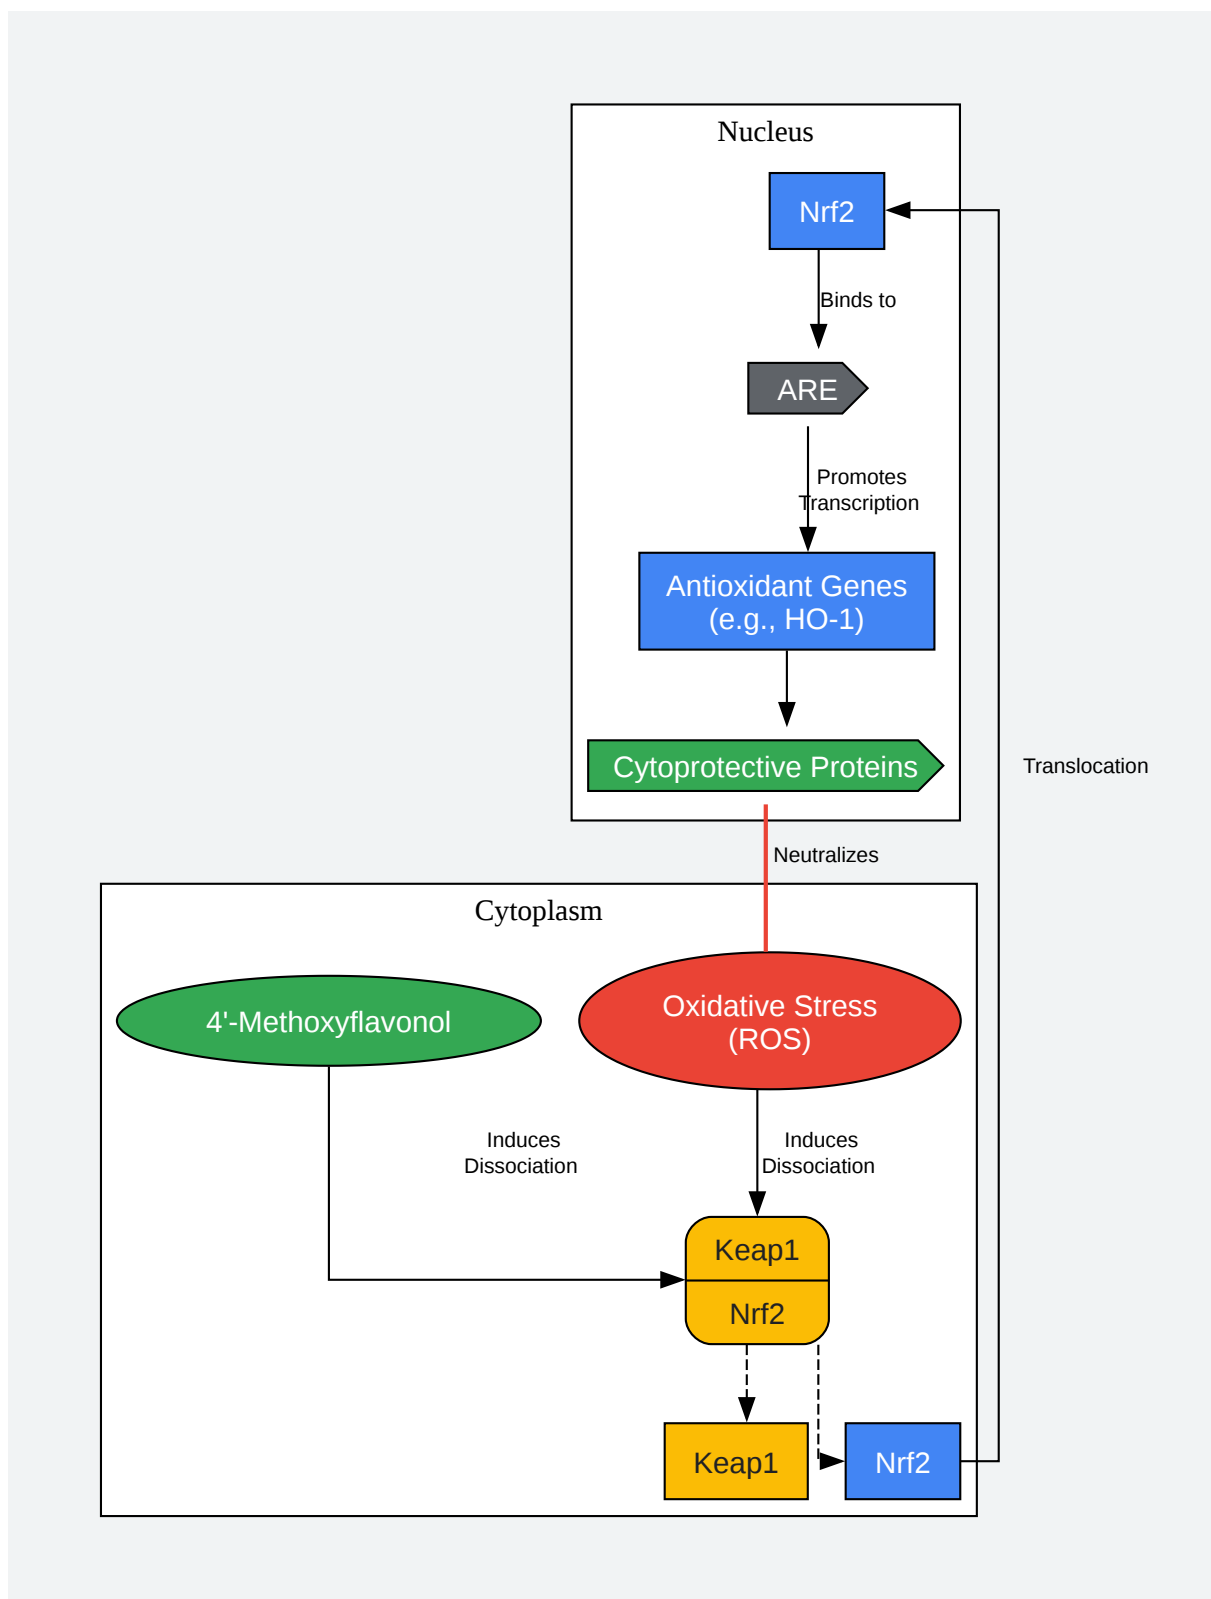 Nucleus
Nrf2
Binds to
ARE
Promotes
Transcription
Antioxidant Genes
(e.g., HO-1)
Cytoprotective Proteins
Translocation
Neutralizes
Cytoplasm
4'-Methoxyflavonol
Oxidative Stress
(ROS)
Induces
Dissociation
Induces
Dissociation
Keap1
Nrf2
Keap1
Nrf2